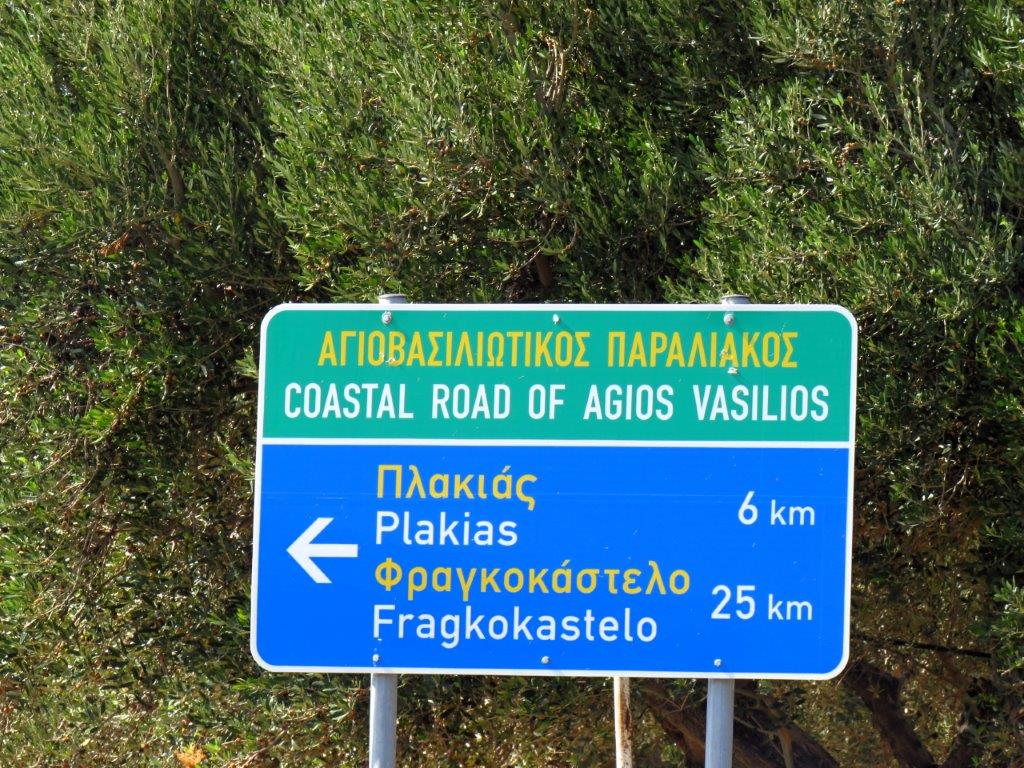 ΑΓΙΟΒΑΣΙΛΙΩΤΙΚΟΣ ΠΑΡΑΛΙΑΚΟΣ
COASTAL ROAD OF AGIOS VASILIOS
Πλακιάς
Plakias 6 km
Φραγκοκάστελο
Fragkokastelo 25 km